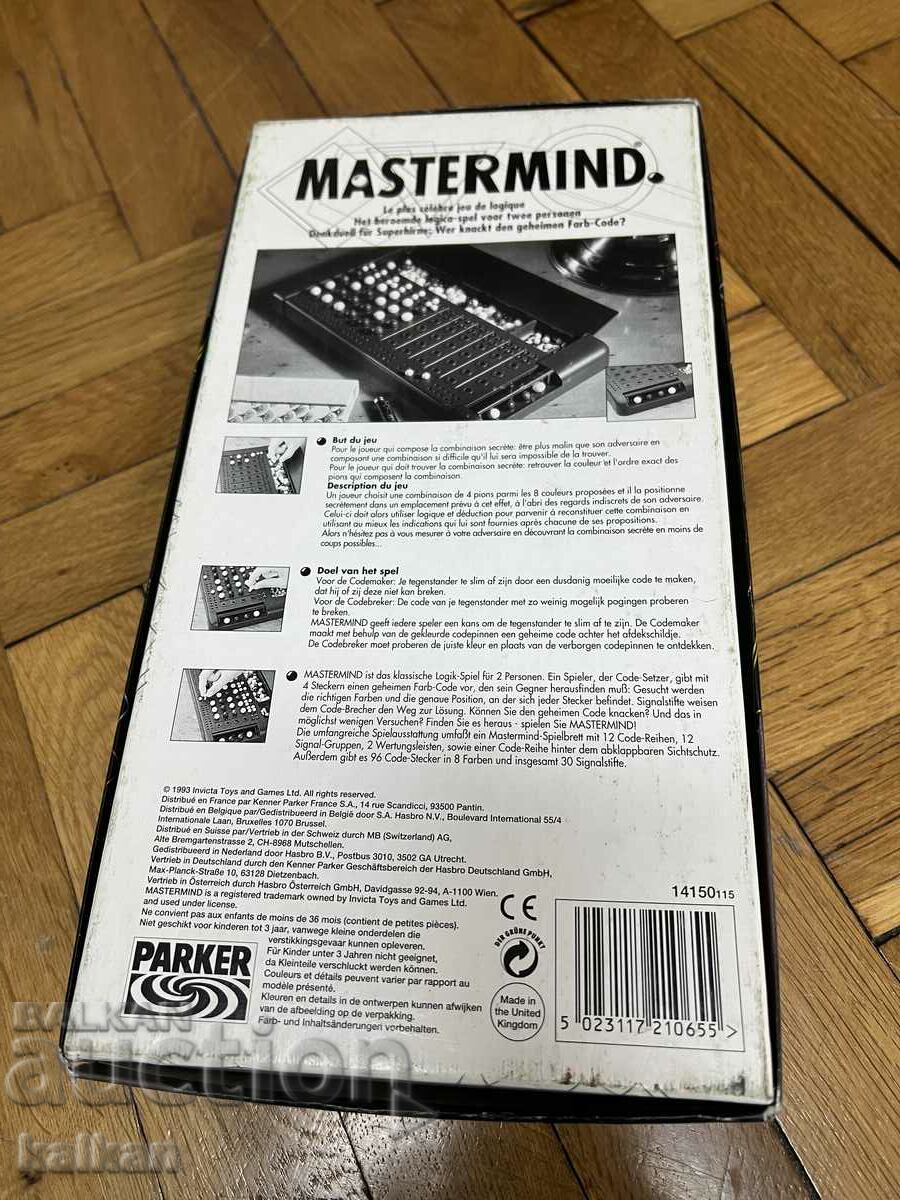 MASTERMIND.
Le plus célèbre jeu de logique
Het beroemde logica-spel voor twee personen
Denkduell für Superhirne: Wer knackt den geheimen Farb-Code?
But du jeu
Pour le joueur qui compose la combinaison secrète: être plus malin que son adversaire en
composant une combinaison si difficile qu'il lui sera impossible de la trouver.
Pour le joueur qui doit trouver la combinaison secrète: retrouver la couleur et l'ordre exact des
pions qui composent la combinaison.
Description du jeu
Un joueur choisit une combinaison de 4 pions parmi les 8 couleurs proposées et il la positionne
secrètement dans un emplacement prévu à cet effet, à l'abri des regards indiscrets de son adversaire.
Celui-ci doit alors utiliser logique et déduction pour parvenir à reconstituer cette combinaison en
utilisant au mieux les indications qui lui sont fournies après chacune de ses propositions.
Alors n'hésitez pas à vous mesurer à votre adversaire en découvrant la combinaison secrète en moins de
coups possibles...
Doel van het spel
Voor de Codemaker: Je tegenstander te slim af zijn door een dusdanig moeilijke code te maken,
dat hij of zij deze niet kan breken.
Voor de Codebreker: De code van je tegenstander met zo weinig mogelijk pogingen proberen
te breken.
MASTERMIND geeft iedere speler een kans om de tegenstander te slim af te zijn. De Codemaker
maakt met behulp van de gekleurde codepinnen een geheime code achter het afdekschildje.
De Codebreker moet proberen de juiste kleur en plaats van de verborgen codepinnen te ontdekken.
MASTERMIND ist das klassische Logik-Spiel für 2 Personen. Ein Spieler, der Code-Setzer, gibt mit
4 Steckern einen geheimen Farb-Code vor, den sein Gegner herausfinden muß: Gesucht werden
die richtigen Farben und die genaue Position, an der sich jeder Stecker befindet. Signalstifte weisen
dem Code-Brecher den Weg zur Lösung. Können Sie den geheimen Code knacken? Und das in
möglichst wenigen Versuchen? Finden Sie es heraus - spielen Sie MASTERMIND!
Die umfangreiche Spielausstattung umfaßt ein Mastermind-Spielbrett mit 12 Code-Reihen, 12
Signal-Gruppen, 2 Wertungsleisten, sowie einer Code-Reihe hinter dem abklappbaren Sichtschutz.
Außerdem gibt es 96 Code-Stecker in 8 Farben und insgesamt 30 Signalstifte.
© 1993 Invicta Toys and Games Ltd. All rights reserved.
Distribué en France par Kenner Parker France S.A., 14 rue Scandicci, 93500 Pantin.
Distribué en Belgique par/Gedistribueerd in België door S.A. Hasbro N.V., Boulevard International 55/4
Internationale Laan, Bruxelles 1070 Brussel.
Distribué en Suisse par/Vertrieb in der Schweiz durch MB (Switzerland) AG,
Alte Bremgartenstrasse 2, CH-8968 Mutschellen.
Gedistribueerd in Nederland door Hasbro B.V., Postbus 3010, 3502 GA Utrecht.
Vertrieb in Deutschland durch den Kenner Parker Geschäftsbereich der Hasbro Deutschland GmbH,
Max-Planck-Straße 10, 63128 Dietzenbach.
Vertrieb in Österreich durch Hasbro Österreich GmbH, Davidgasse 92-94, A-1100 Wien.
MASTERMIND is a registered trademark owned by Invicta Toys and Games Ltd.
and used under license.
Ne convient pas aux enfants de moins de 36 mois (contient de petites pièces).
Niet geschikt voor kinderen tot 3 jaar, vanwege kleine onderdelen die
verstikkingsgevaar kunnen opleveren.
Für Kinder unter 3 Jahren nicht geeignet,
da Kleinteile verschluckt werden können.
Couleurs et détails peuvent varier par rapport au
modèle présenté.
Kleuren en details in de ontwerpen kunnen afwijken
van de afbeelding op de verpakking.
Farb- und Inhaltsänderungen vorbehalten.
PARKER
14150115
CE
DER GRÜNE PUNKT
Made in
the United
Kingdom
5 023117 210655 >
BALKAN
auction
kalkan